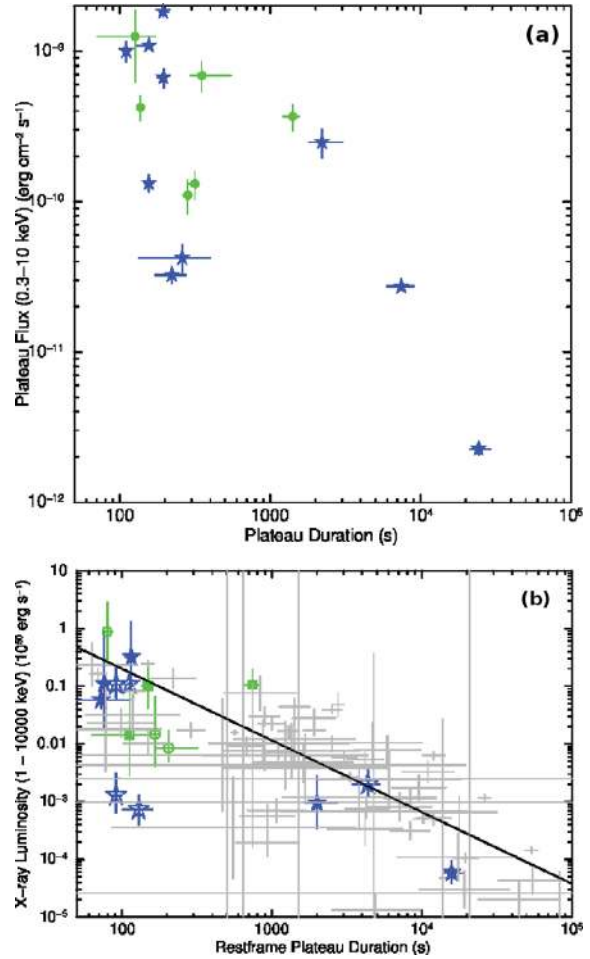 (a)
Plateau Flux (0.3–10 keV) (erg cm⁻² s⁻¹)
10⁻⁹
10⁻¹⁰
10⁻¹¹
10⁻¹²
100 1000 10⁴ 10⁵
Plateau Duration (s)
(b)
X-ray Luminosity (1 – 10000 keV) (10⁵⁰ erg s⁻¹)
10
1
0.1
0.01
10⁻³
10⁻⁴
10⁻⁵
100 1000 10⁴ 10⁵
Restframe Plateau Duration (s)